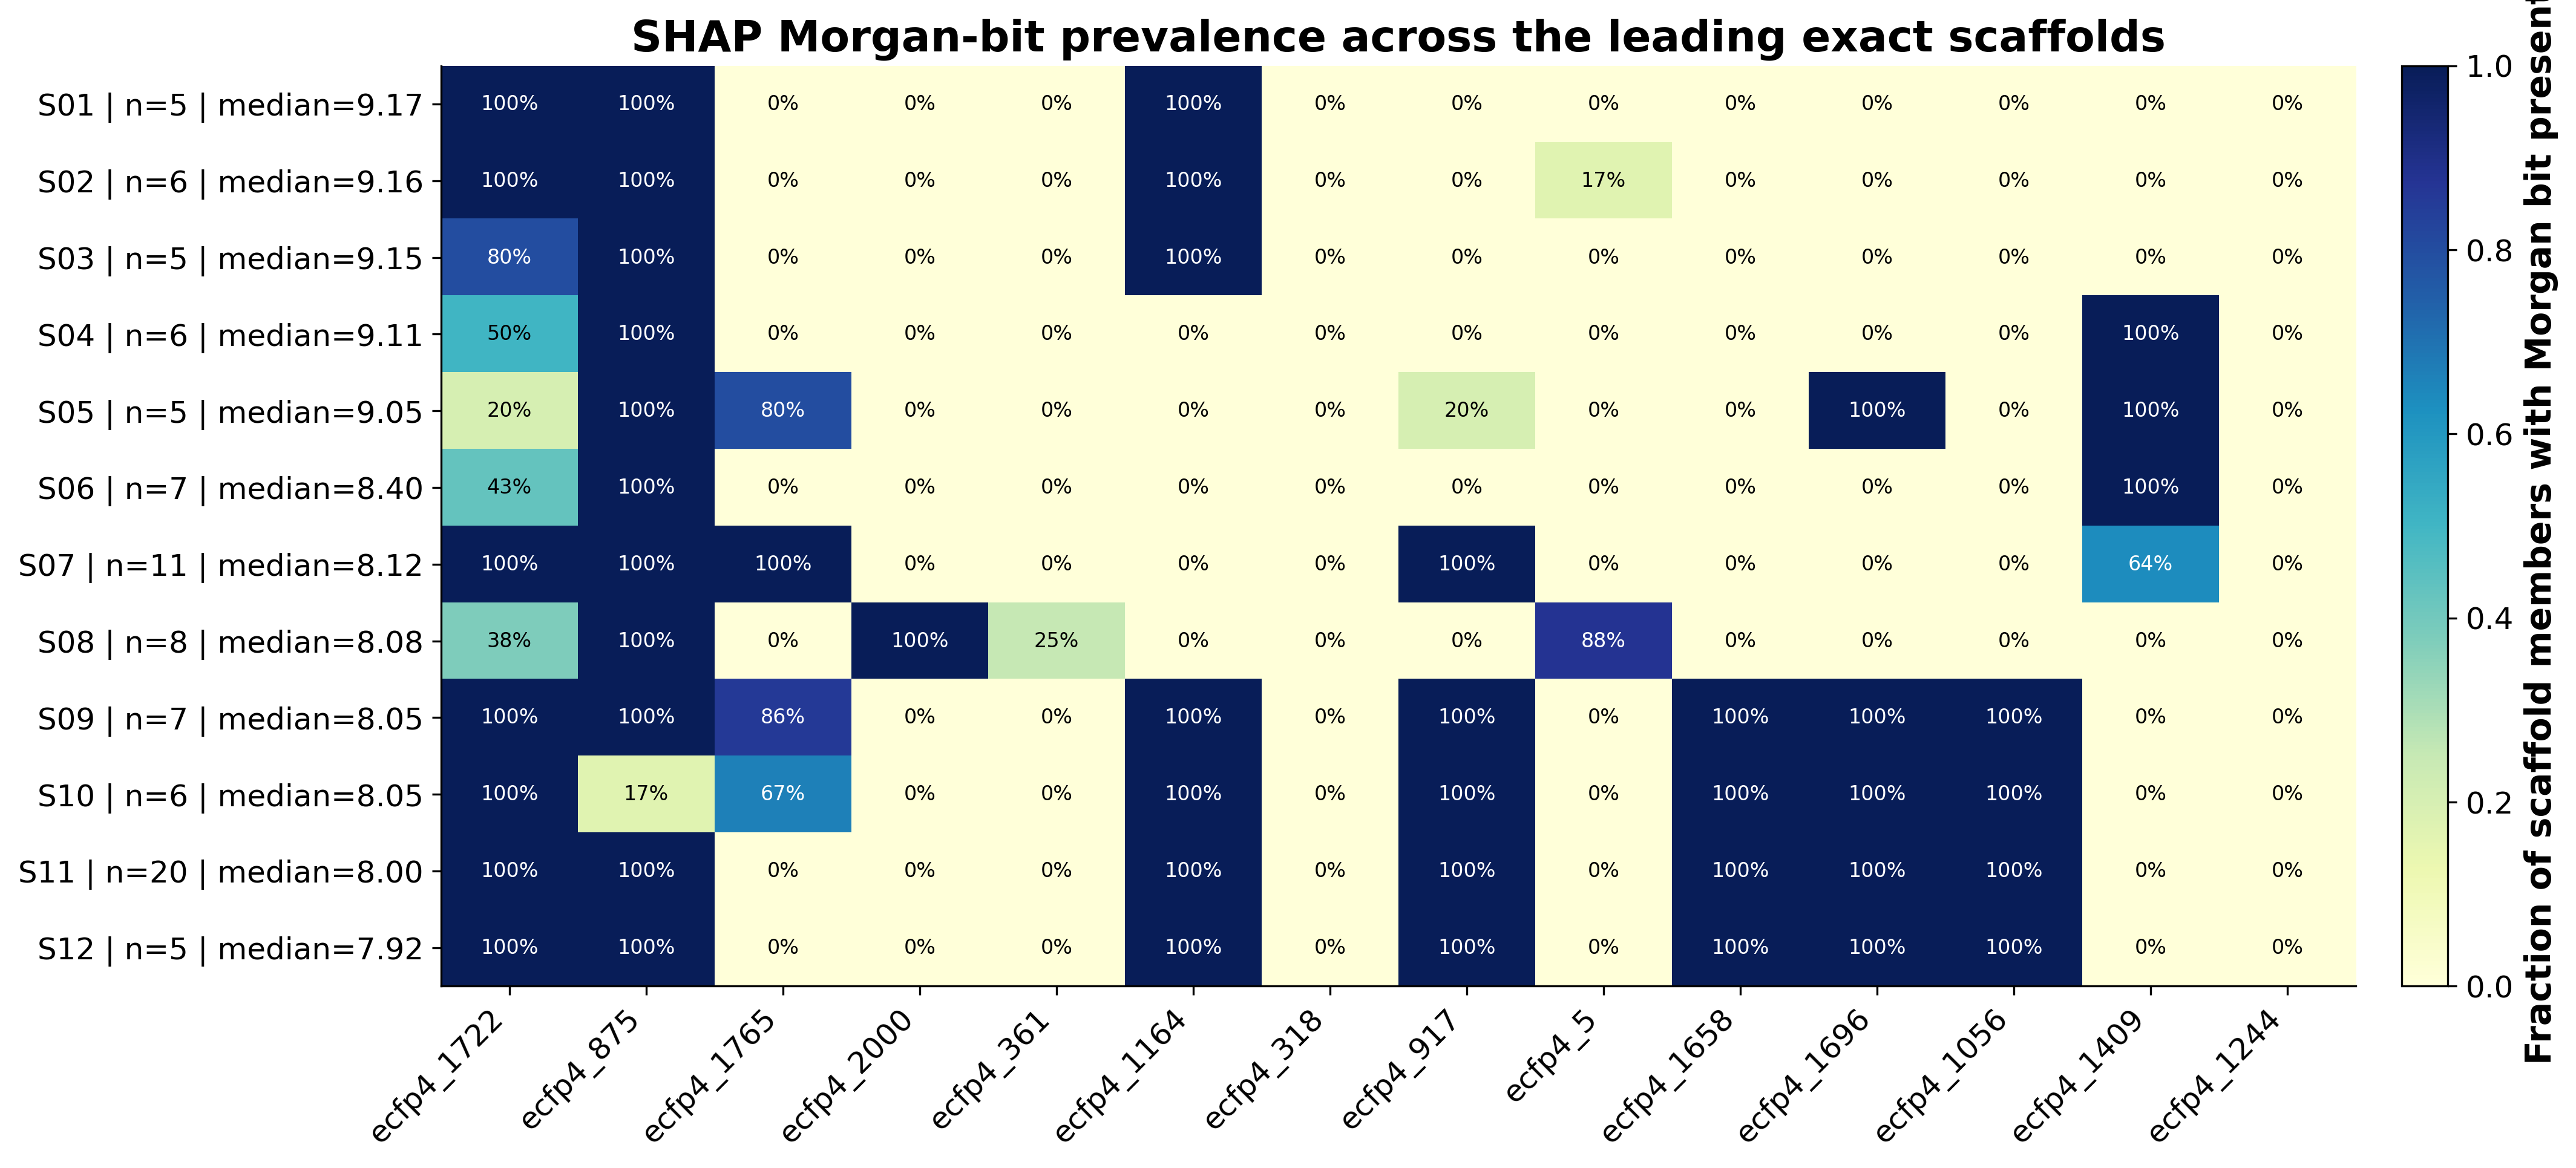 SHAP Morgan-bit prevalence across the leading exact scaffolds
S01 | n=5 | median=9.17 100% 100% 0% 0% 0% 100% 0% 0% 0% 0% 0% 0% 0% 0%
S02 | n=6 | median=9.16 100% 100% 0% 0% 0% 100% 0% 0% 17% 0% 0% 0% 0% 0%
S03 | n=5 | median=9.15 80% 100% 0% 0% 0% 100% 0% 0% 0% 0% 0% 0% 0% 0%
S04 | n=6 | median=9.11 50% 100% 0% 0% 0% 0% 0% 0% 0% 0% 0% 0% 100% 0%
S05 | n=5 | median=9.05 20% 100% 80% 0% 0% 0% 0% 20% 0% 0% 100% 0% 100% 0%
S06 | n=7 | median=8.40 43% 100% 0% 0% 0% 0% 0% 0% 0% 0% 0% 0% 100% 0%
S07 | n=11 | median=8.12 100% 100% 100% 0% 0% 0% 0% 100% 0% 0% 0% 0% 64% 0%
S08 | n=8 | median=8.08 38% 100% 0% 100% 25% 0% 0% 0% 88% 0% 0% 0% 0% 0%
S09 | n=7 | median=8.05 100% 100% 86% 0% 0% 100% 0% 100% 0% 100% 100% 100% 0% 0%
S10 | n=6 | median=8.05 100% 17% 67% 0% 0% 100% 0% 100% 0% 100% 100% 100% 0% 0%
S11 | n=20 | median=8.00 100% 100% 0% 0% 0% 100% 0% 100% 0% 100% 100% 100% 0% 0%
S12 | n=5 | median=7.92 100% 100% 0% 0% 0% 100% 0% 100% 0% 100% 100% 100% 0% 0%
ecfp4_1722 ecfp4_875 ecfp4_1765 ecfp4_2000 ecfp4_361 ecfp4_1164 ecfp4_318 ecfp4_917 ecfp4_5 ecfp4_1658 ecfp4_1696 ecfp4_1056 ecfp4_1409 ecfp4_1244
1.0
0.8
0.6
0.4
0.2
0.0
Fraction of scaffold members with Morgan bit present